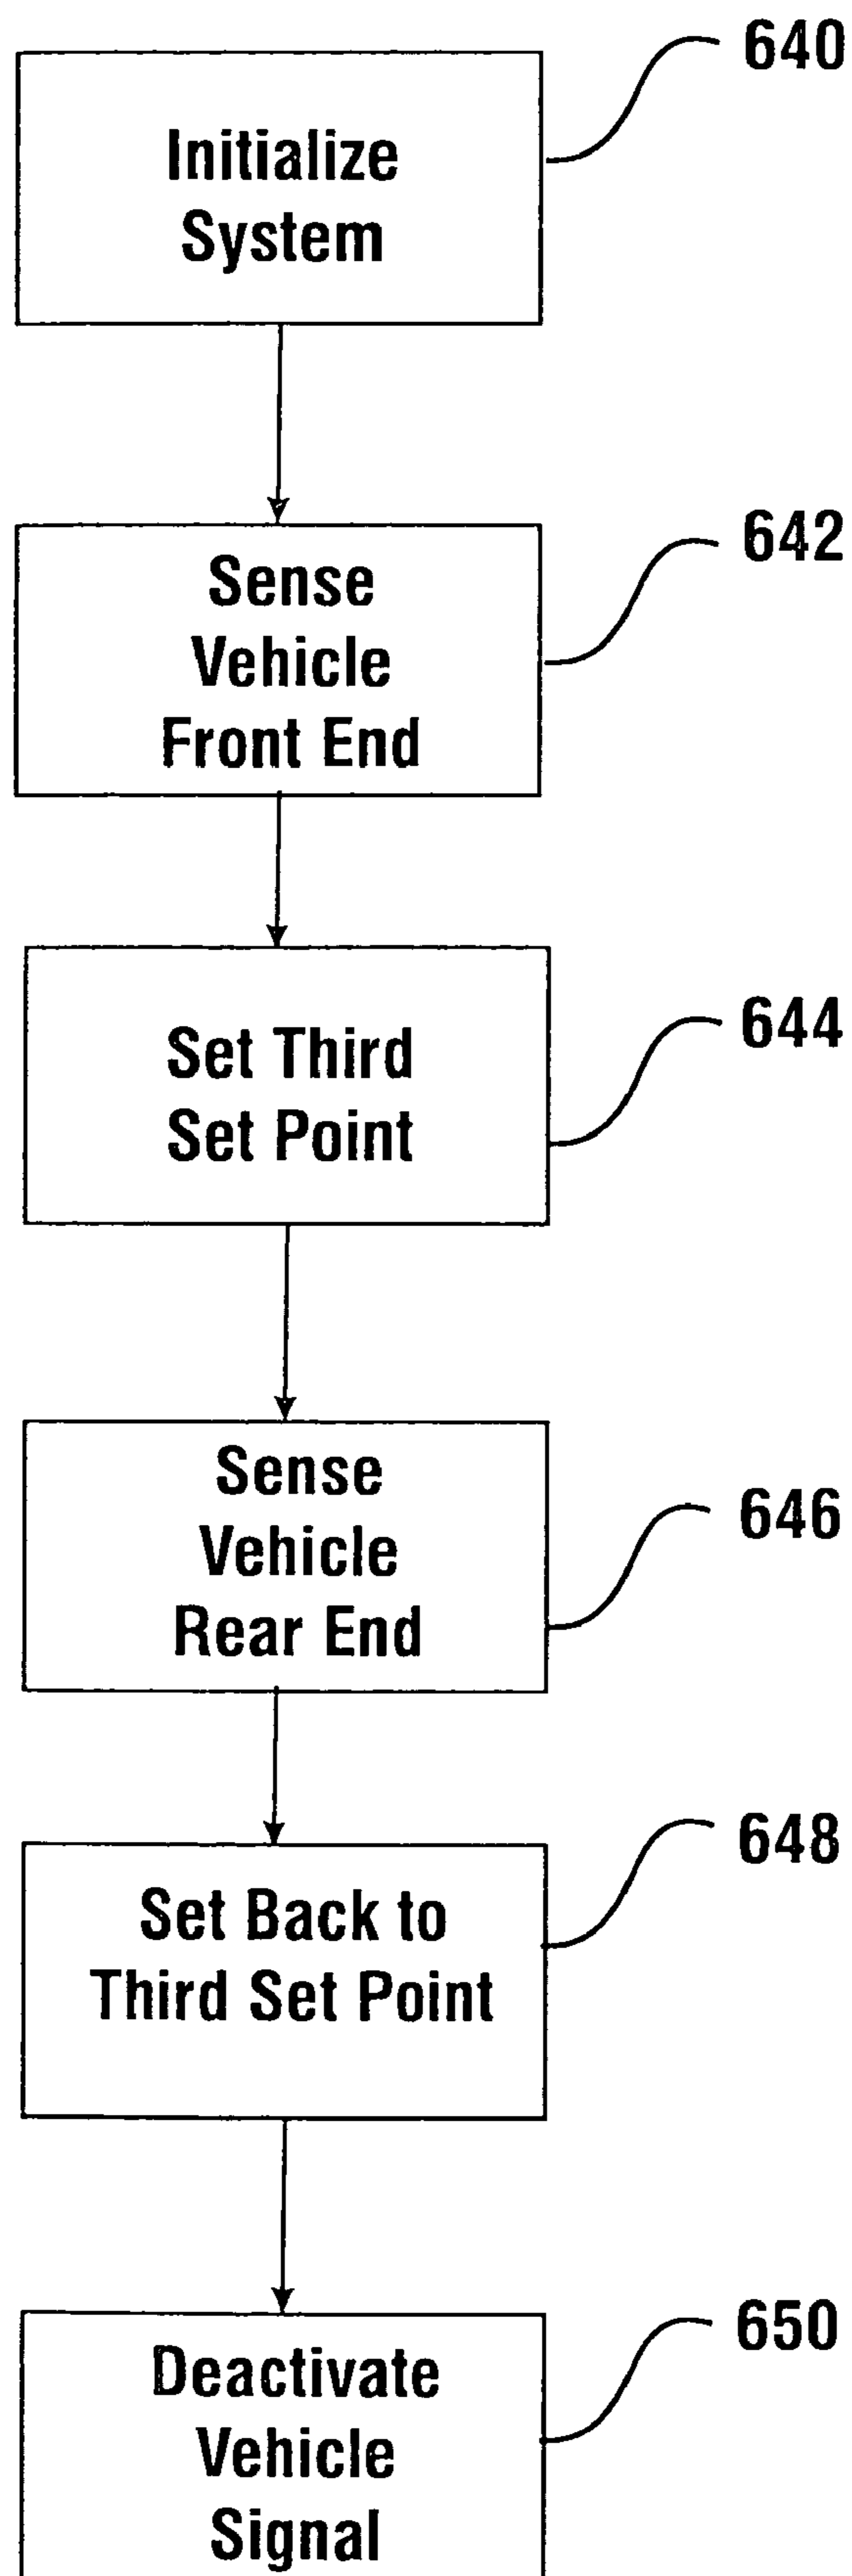 640
Initialize
System
642
Sense
Vehicle
Front End
644
Set Third
Set Point
646
Sense
Vehicle
Rear End
648
Set Back to
Third Set Point
650
Deactivate
Vehicle
Signal